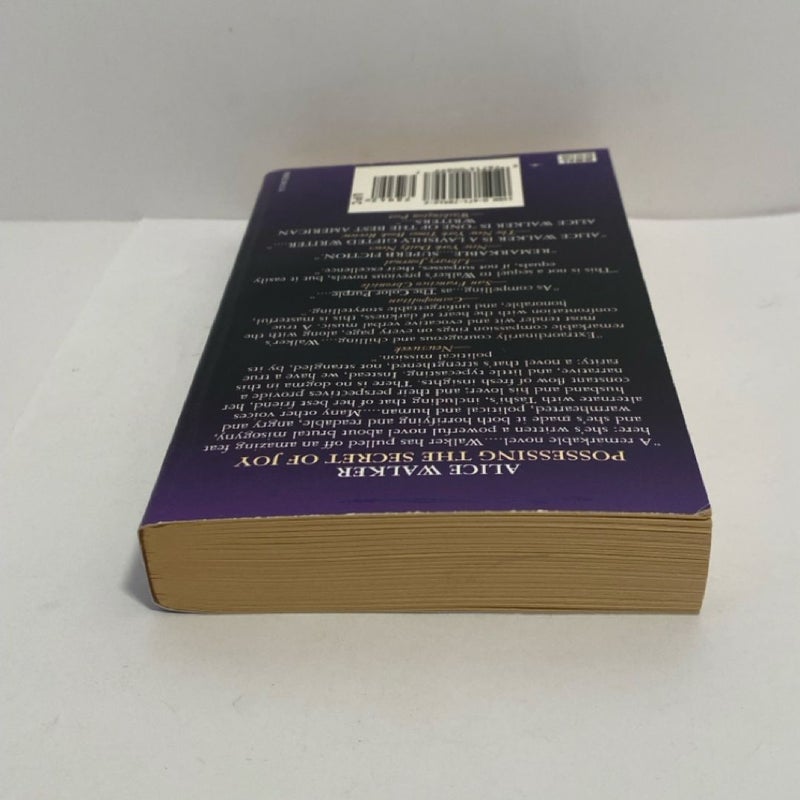 ALICE WALKER
POSSESSING THE SECRET OF JOY
"A remarkable novel....Walker has pulled an off amazing feat
here: she's written a powerful novel about brutal misogyny,
and she's made it both horrifying and readable, angry and
warmhearted, political and human....Many other voices
alternate with Tashi's, including that of her best friend, her
husband and his lover, and their perspectives provide a
constant flow of fresh insights. There is no dogma in this
narrative, and little typecasting. Instead, we have a true
rarity: a novel that's strengthened, not strangled, by its
political mission."
—Newsweek
"Extraordinarily courageous and chilling....Walker's
remarkable compassion rings on every page, along with the
most tender and evocative verbal music. A true
confrontation with the heart of darkness, this is masterful,
honorable, and unforgettable storytelling."
—Cosmopolitan
"As compelling...as The Color Purple...."
—San Francisco Chronicle
"This is not a sequel to Walker's previous novels, but it easily
equals, if not surpasses, their excellence."
—Library Journal
"REMARKABLE...SUPERB FICTION."
—New York Daily News
"ALICE WALKER IS A LAVISHLY GIFTED WRITER...."
—The New York Times Book Review
ALICE WALKER IS "ONE OF THE BEST AMERICAN
WRITERS..."
—Washington Post